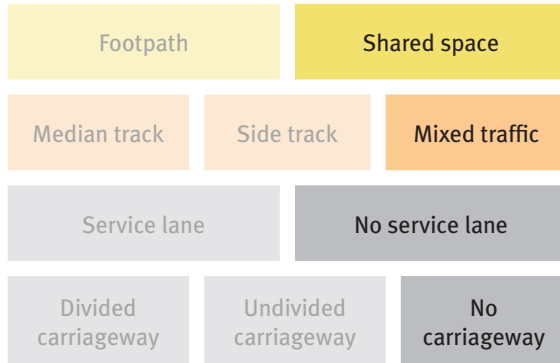 Footpath
Shared space
Median track
Side track
Mixed traffic
Service lane
No service lane
Divided
carriageway
Undivided
carriageway
No
carriageway